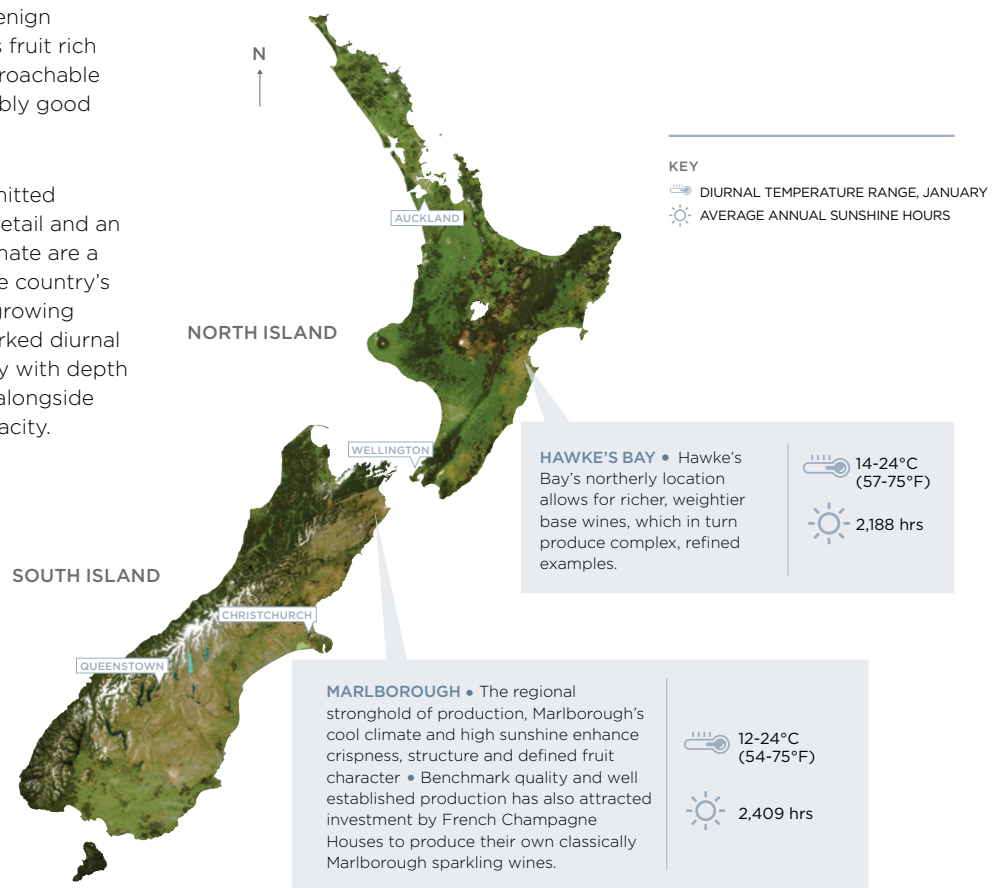 enign
s fruit rich
roachable
bly good
nitted
etail and an
mate are a
e country's
growing
rked diurnal
y with depth
alongside
acity.
N
KEY
DIURNAL TEMPERATURE RANGE, JANUARY
AVERAGE ANNUAL SUNSHINE HOURS
AUCKLAND
NORTH ISLAND
WELLINGTON
HAWKE'S BAY • Hawke's
Bay's northerly location
allows for richer, weightier
base wines, which in turn
produce complex, refined
examples.
14-24°C
(57-75°F)
2,188 hrs
SOUTH ISLAND
CHRISTCHURCH
QUEENSTOWN
MARLBOROUGH • The regional
stronghold of production, Marlborough's
cool climate and high sunshine enhance
crispness, structure and defined fruit
character • Benchmark quality and well
established production has also attracted
investment by French Champagne
Houses to produce their own classically
Marlborough sparkling wines.
12-24°C
(54-75°F)
2,409 hrs